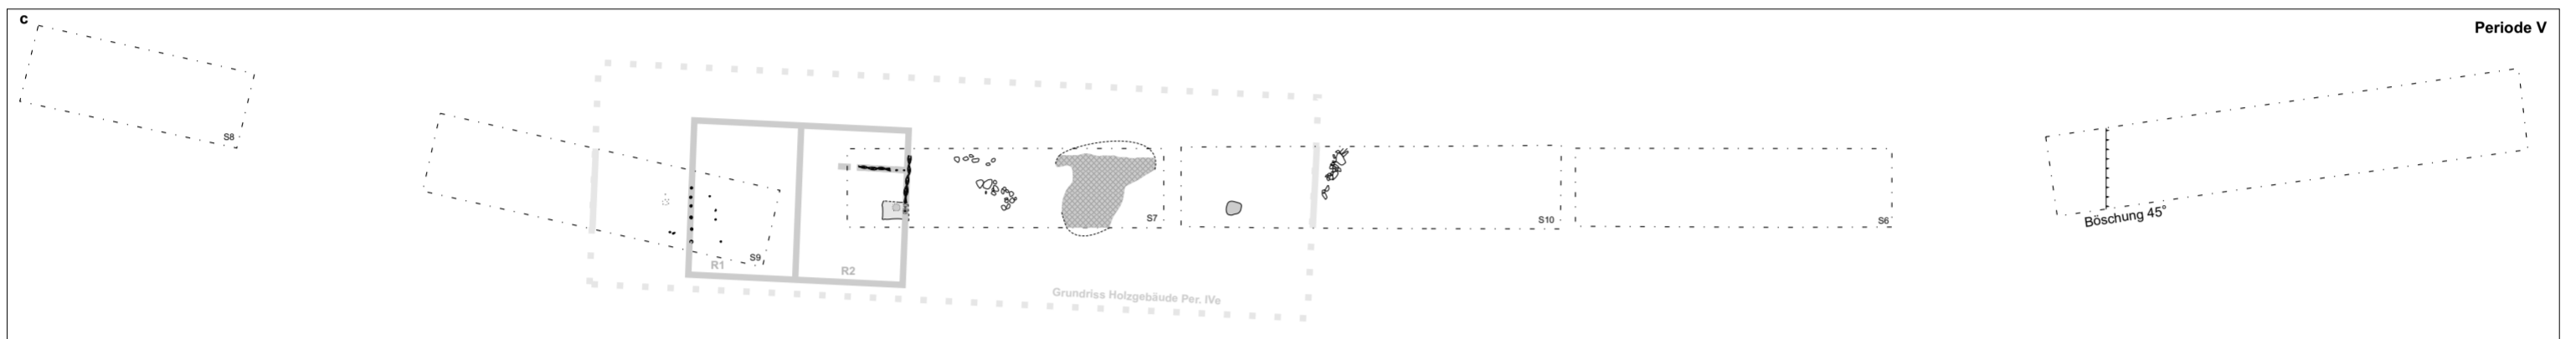 c
Periode V
S8
S9
R1
R2
S7
S10
S6
Böschung 45°
Grundriss Holzgebäude Per. IVe